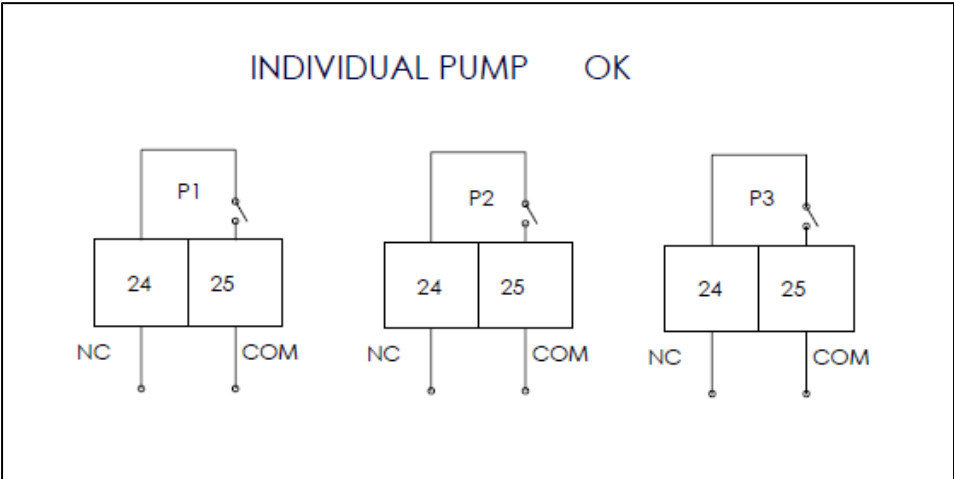 INDIVIDUAL PUMP OK
P1 P2 P3
24 25 24 25 24 25
NC COM NC COM NC COM